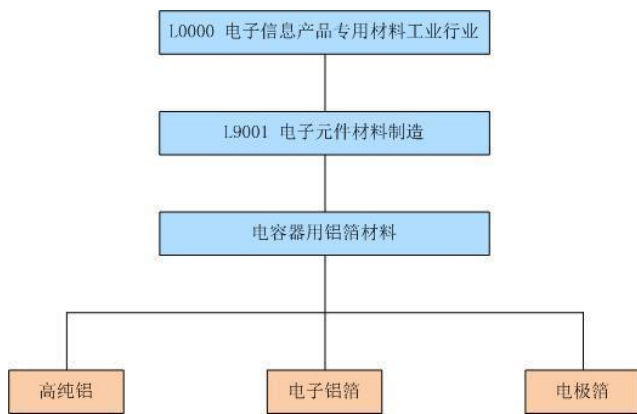 L0000 电子信息产品专用材料工业行业
L9001 电子元件材料制造
电容器用铝箔材料
高纯铝
电子铝箔
电极箔